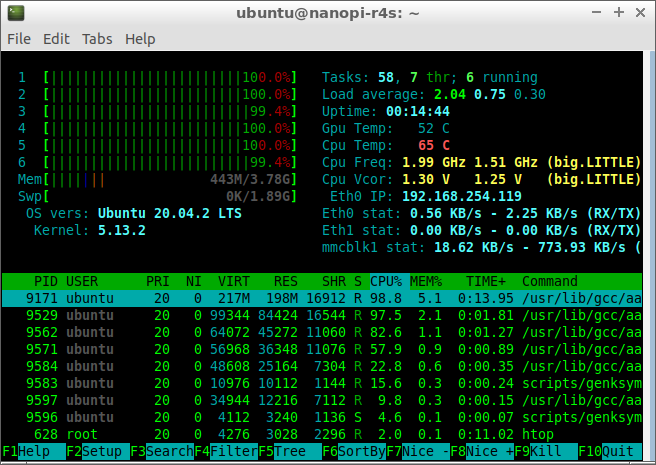 ubuntu@nanopi-r4s: ~
File Edit Tabs Help
1 [||||||||||||||||||||||||100.0%] Tasks: 58, 7 thr; 6 running
2 [||||||||||||||||||||||||100.0%] Load average: 2.04 0.75 0.30
3 [|||||||||||||||||||||||||99.4%] Uptime: 00:14:44
4 [||||||||||||||||||||||||100.0%] Gpu Temp: 52 C
5 [||||||||||||||||||||||||100.0%] Cpu Temp: 65 C
6 [|||||||||||||||||||||||||99.4%] Cpu Freq: 1.99 GHz 1.51 GHz (big.LITTLE)
Mem[||||||| 443M/3.78G] Cpu Vcor: 1.30 V 1.25 V (big.LITTLE)
Swp[ 0K/1.89G] Eth0 IP: 192.168.254.119
OS vers: Ubuntu 20.04.2 LTS Eth0 stat: 0.56 KB/s - 2.25 KB/s (RX/TX)
Kernel: 5.13.2 Eth1 stat: 0.00 KB/s - 0.00 KB/s (RX/TX)
mmcblk1 stat: 18.62 KB/s - 773.93 KB/s (
PID USER PRI NI VIRT RES SHR S CPU% MEM% TIME+ Command
9171 ubuntu 20 0 217M 198M 16912 R 98.8 5.1 0:13.95 /usr/lib/gcc/aa
9529 ubuntu 20 0 99344 84424 16544 R 97.5 2.1 0:01.81 /usr/lib/gcc/aa
9562 ubuntu 20 0 64072 45272 11060 R 82.6 1.1 0:01.27 /usr/lib/gcc/aa
9571 ubuntu 20 0 56968 36348 11076 R 57.9 0.9 0:00.89 /usr/lib/gcc/aa
9584 ubuntu 20 0 48608 25164 7304 R 22.8 0.6 0:00.35 /usr/lib/gcc/aa
9583 ubuntu 20 0 10976 10112 1144 R 15.6 0.3 0:00.24 scripts/genksym
9597 ubuntu 20 0 34944 12216 7112 R 9.8 0.3 0:00.15 /usr/lib/gcc/aa
9596 ubuntu 20 0 4112 3240 1136 S 4.6 0.1 0:00.07 scripts/genksym
628 root 20 0 4276 3028 2296 R 2.0 0.1 0:11.02 htop
F1Help F2Setup F3SearchF4FilterF5Tree F6SortByF7Nice -F8Nice +F9Kill F10Quit